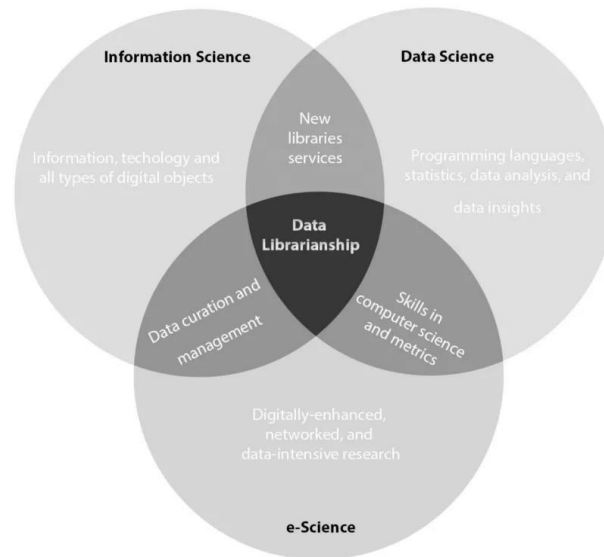 Information Science
Data Science
New
libraries
services
Information, techology and
all types of digital objects
Programming languages,
statistics, data analysis, and
data insights
Data
Librarianship
Data curation and
management
Skills in
computer science
and metrics
Digitally-enhanced,
networked, and
data-intensive research
e-Science